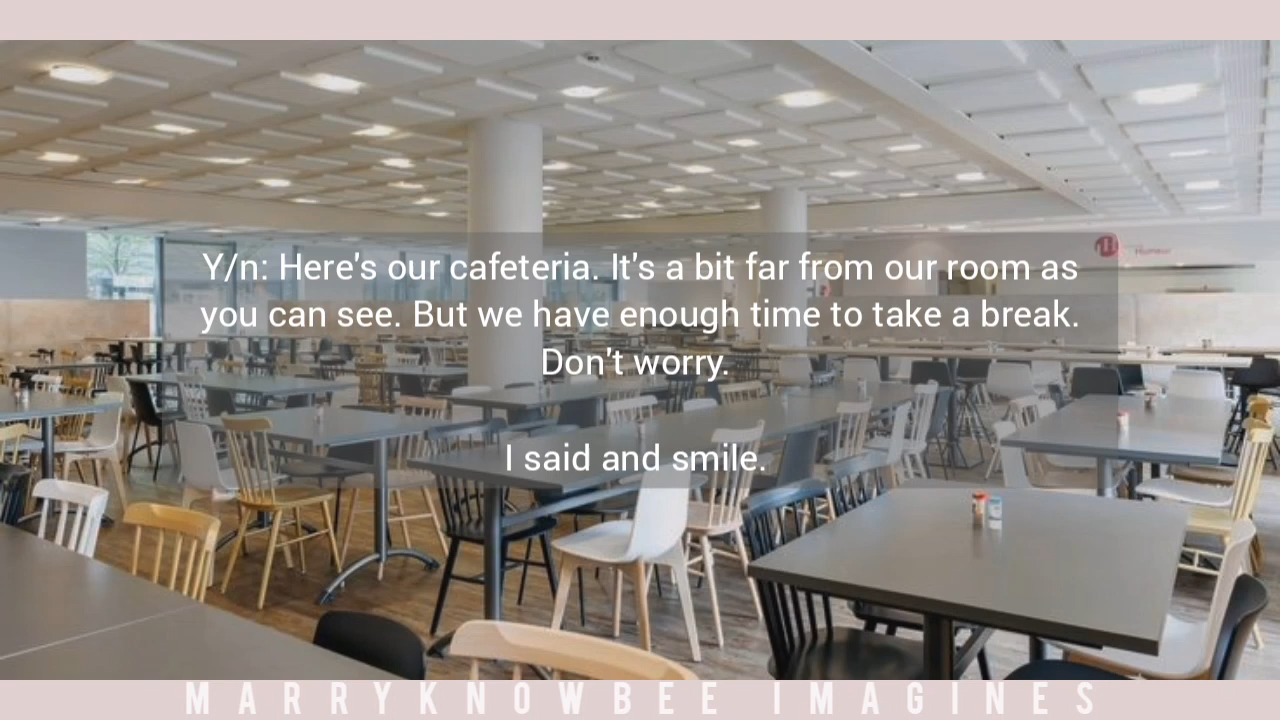 Y/n: Here's our cafeteria. It's a bit far from our room as
you can see. But we have enough time to take a break.
Don't worry.
I said and smile.
MARRYKNOWBEE IMAGINES